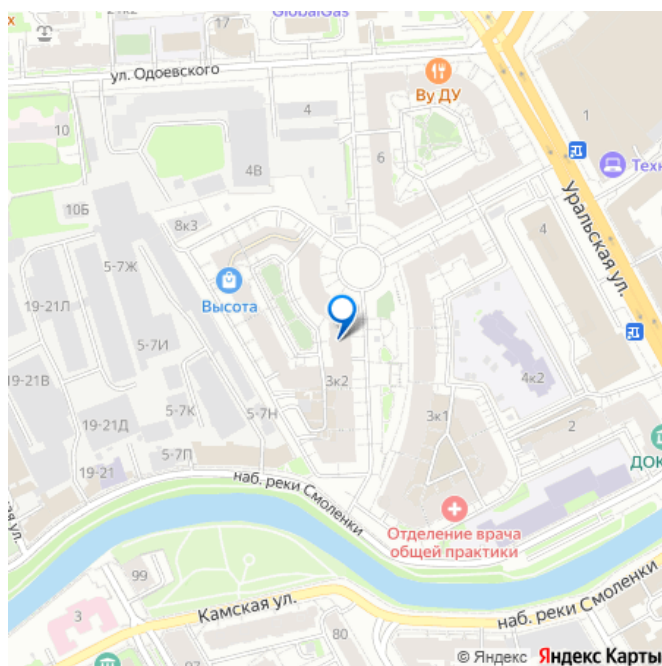 17
GlobalGas
ул. Одоевского
Ву ДУ
4
1
10
6
4В
Техн
10Б
8к3
Уральская ул.
4
5-7Ж
19-21Л
Высота
5-7И
19-21В
3к2
4к2
5-7К
5-7Н
3к1
19-21Д
2
5-7П
19-21
ДОК
наб. реки Смоленки
Отделение врача
общей практики
99
Камская ул.
3
наб. реки Смоленки
80
© Яндекс Яндекс Карты